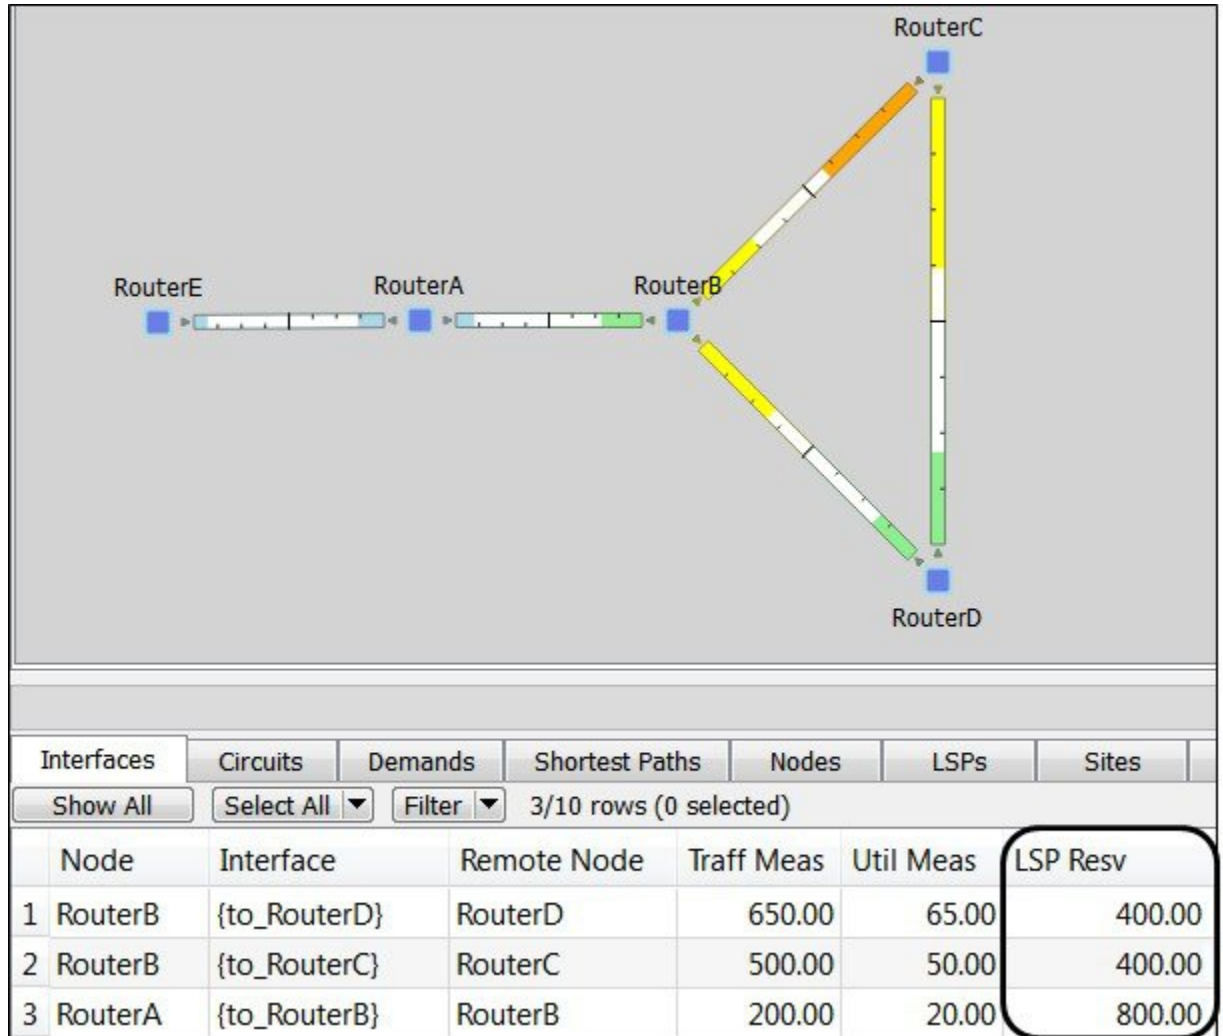 RouterC
RouterE RouterA RouterB
RouterD
Interfaces Circuits Demands Shortest Paths Nodes LSPs Sites
Show All Select All Filter 3/10 rows (0 selected)
Node Interface Remote Node Traff Meas Util Meas LSP Resv
1 RouterB {to_RouterD} RouterD 650.00 65.00 400.00
2 RouterB {to_RouterC} RouterC 500.00 50.00 400.00
3 RouterA {to_RouterB} RouterB 200.00 20.00 800.00